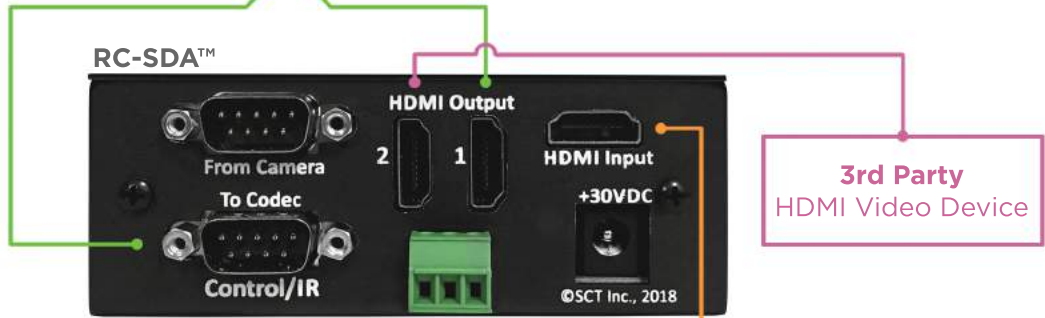 RC-SDA™
HDMI Output
From Camera
2
1
HDMI Input
To Codec
+30VDC
Control/IR
©SCT Inc., 2018
3rd Party
HDMI Video Device